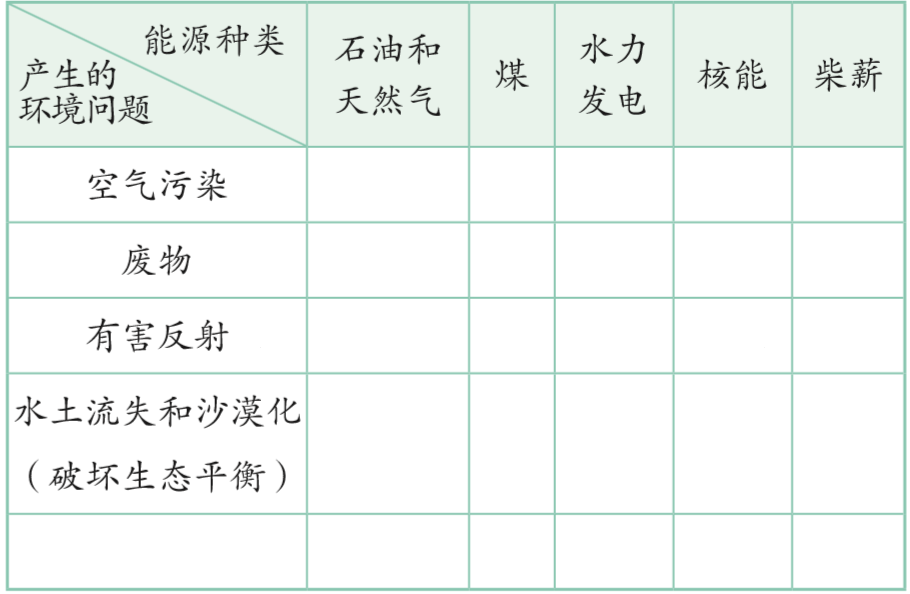 能源种类
产生的
环境问题
石油和
天然气
煤
水力
发电
核能
柴薪
空气污染
废物
有害反射
水土流失和沙漠化
（破坏生态平衡）